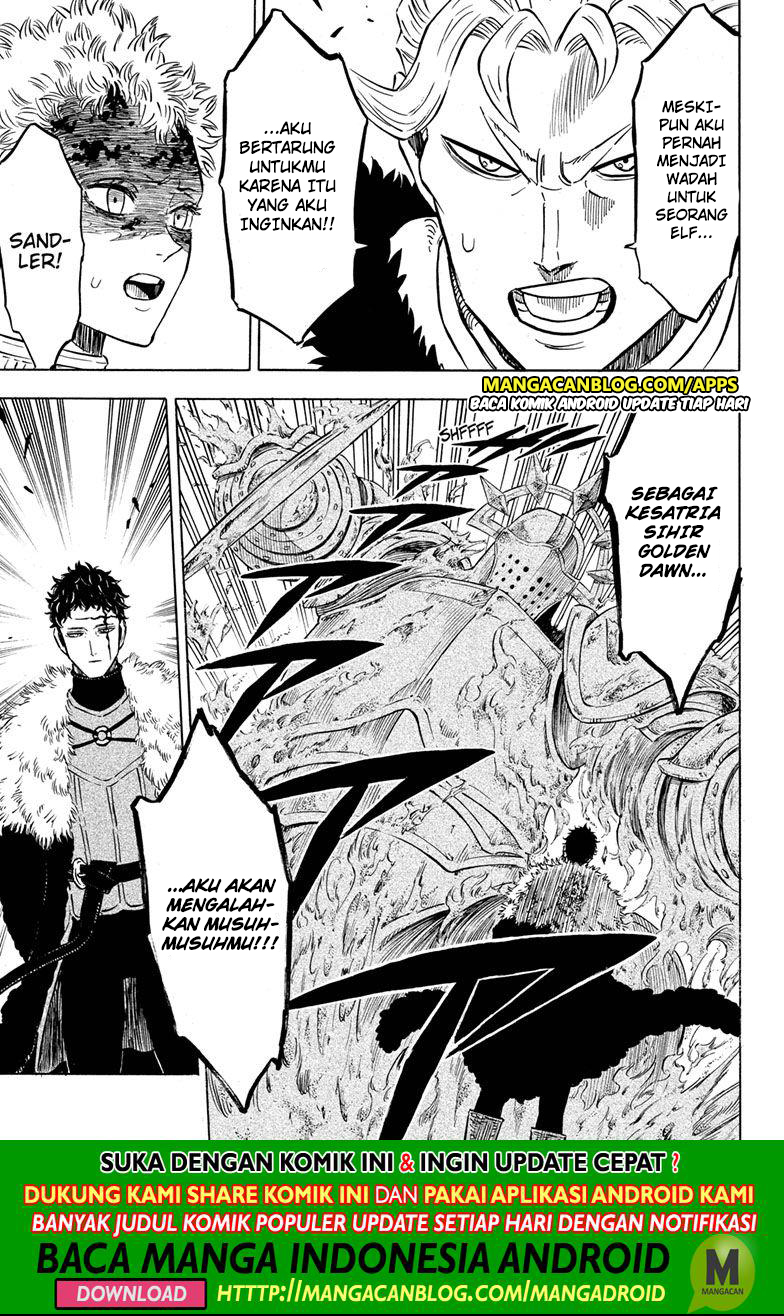 MESKI-
PUN AKU
PERNAH
MENJADI
WADAH
UNTUK
SEORANG
ELF...
...AKU
BERTARUNG
UNTUKMU
KARENA ITU
YANG AKU
INGINKAN!!
SAND-
LER!
MANGACANBLOG.COM/APPS
BACA KOMIK ANDROID UPDATE TIAP HARI
SHFFFF
SEBAGAI
KESATRIA
SIHIR
GOLDEN
DAWN...
...AKU AKAN
MENGALAH-
KAN MUSUH-
MUSUHMU!!!
SUKA DENGAN KOMIK INI & INGIN UPDATE CEPAT ?
DUKUNG KAMI SHARE KOMIK INI DAN PAKAI APLIKASI ANDROID KAMI
BANYAK JUDUL KOMIK POPULER UPDATE SETIAP HARI DENGAN NOTIFIKASI
BACA MANGA INDONESIA ANDROID
DOWNLOAD HTTTP://MANGACANBLOG.COM/MANGADROID
M
MANGACAN